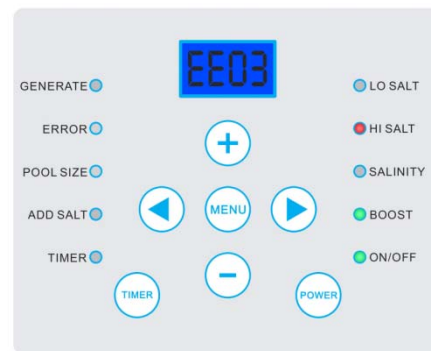 EE03
GENERATE
ERROR
POOL SIZE
ADD SALT
TIMER
LO SALT
HI SALT
SALINITY
BOOST
ON/OFF
+
MENU
−
TIMER
POWER